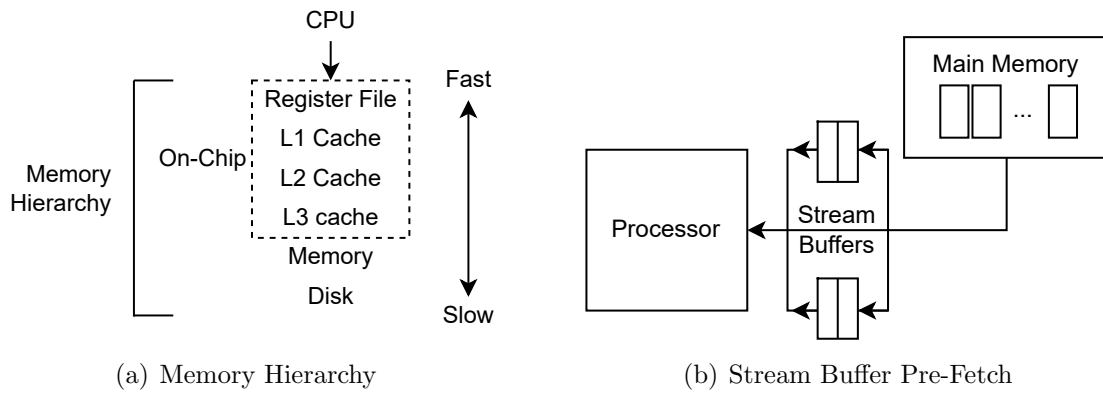 CPU
Register File
L1 Cache
L2 Cache
L3 cache
Memory
Disk
On-Chip
Memory
Hierarchy
Fast
Slow
(a) Memory Hierarchy
Main Memory
...
Processor
Stream
Buffers
(b) Stream Buffer Pre-Fetch